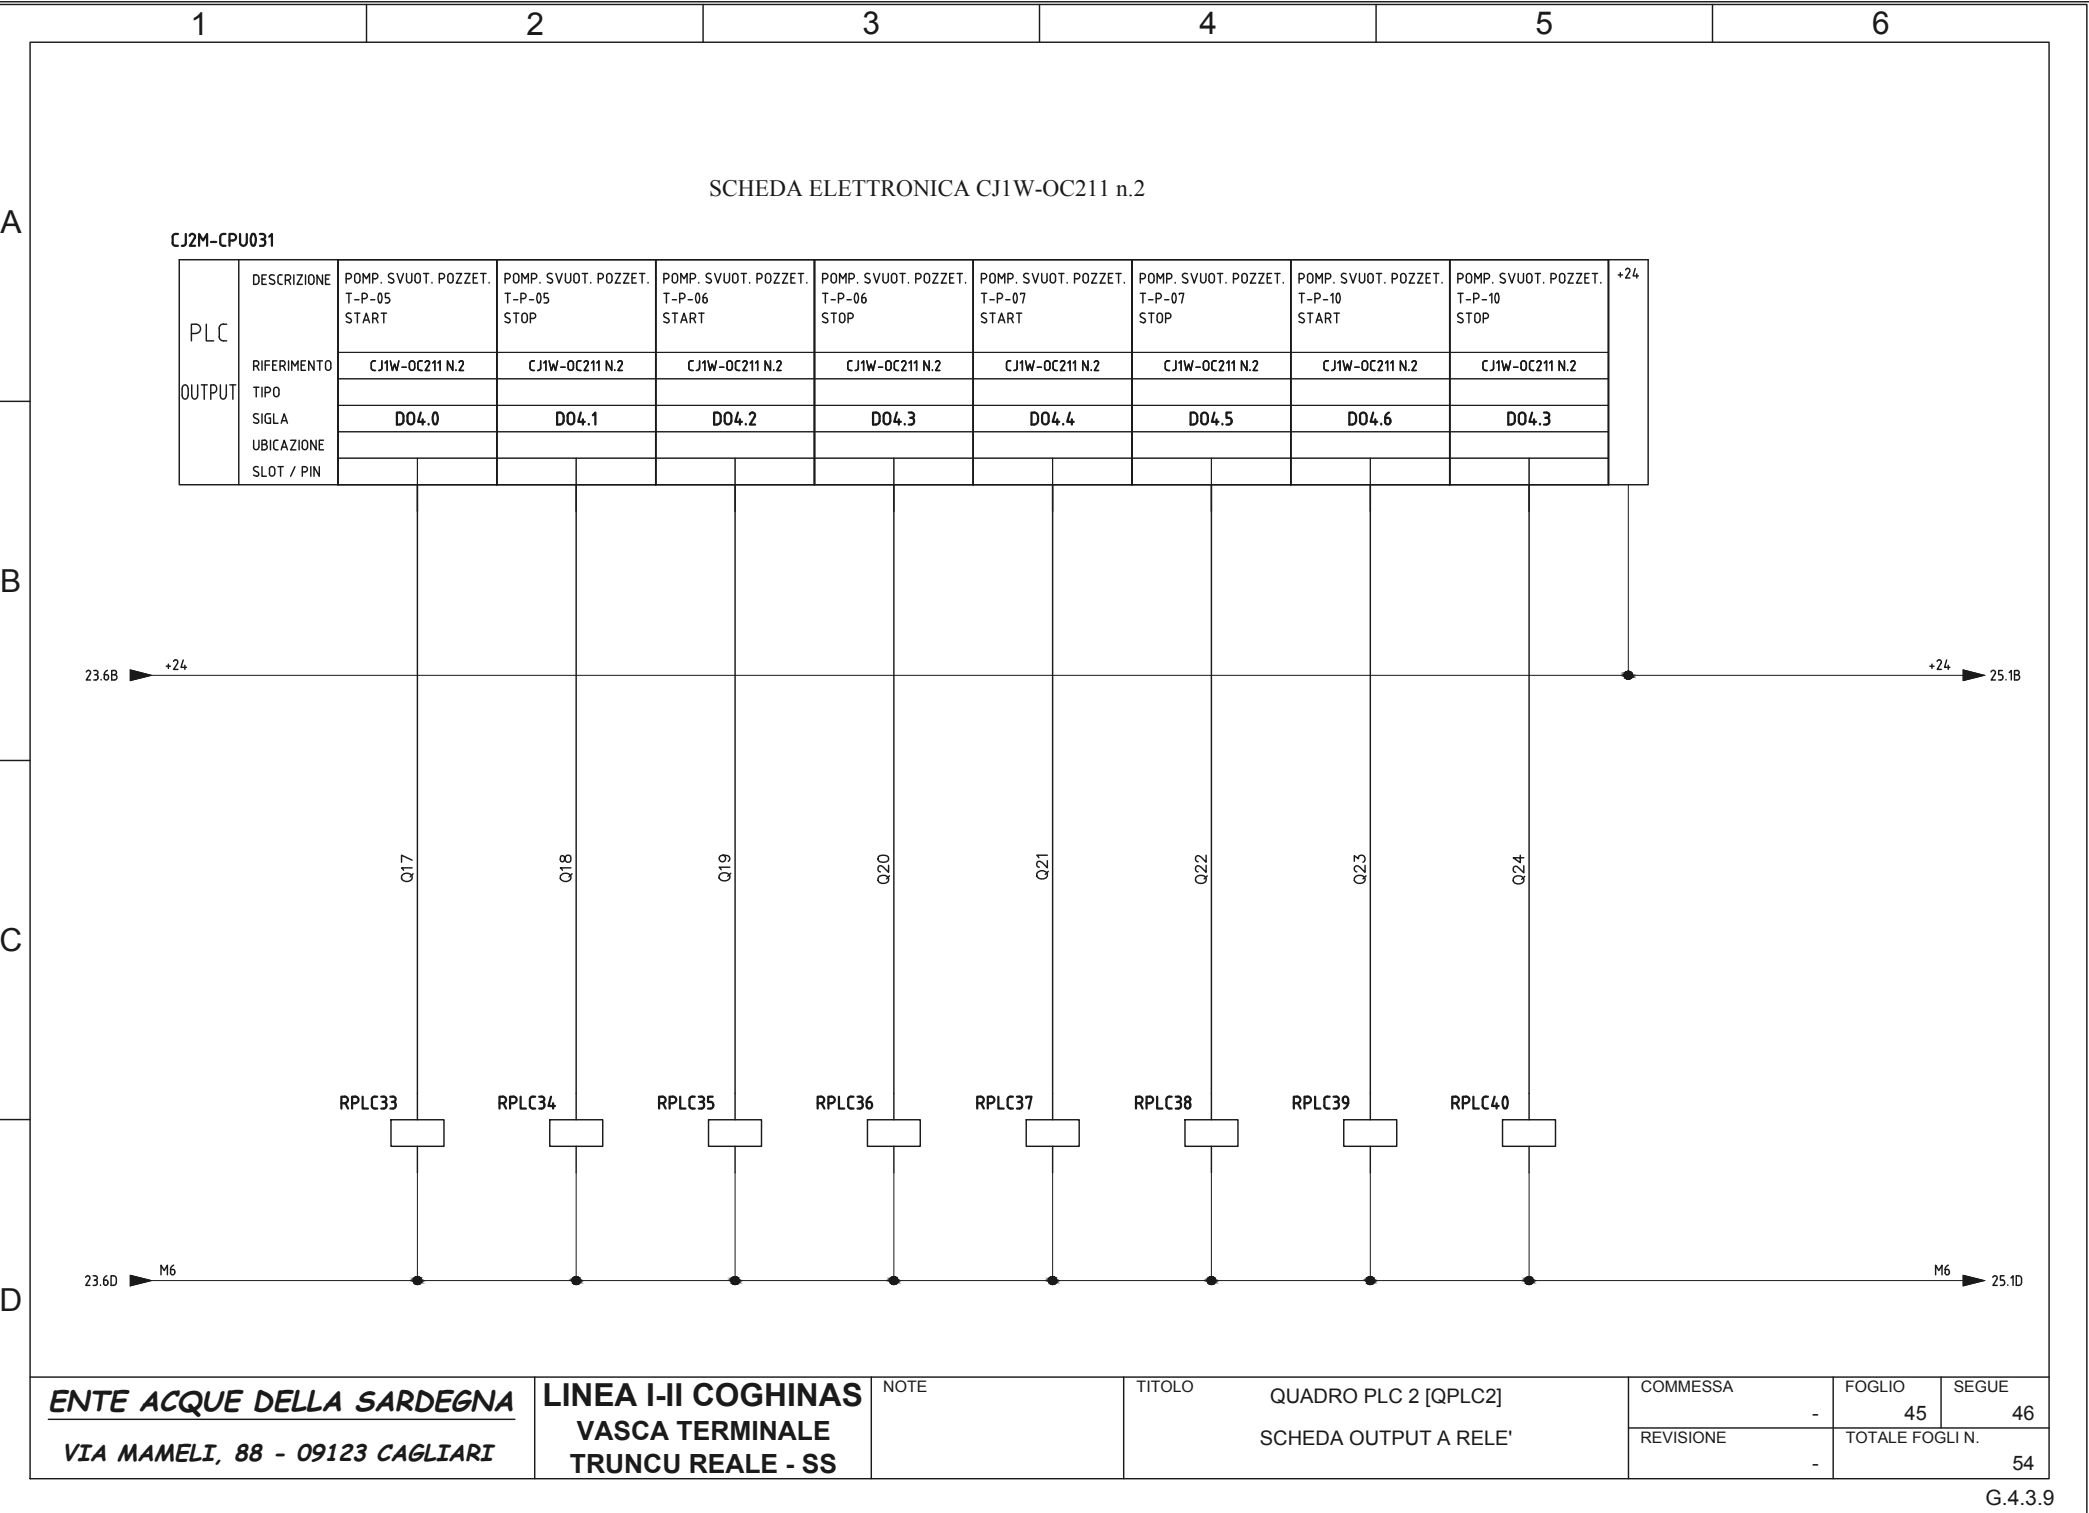 1 2 3 4 5 6
SCHEDA ELETTRONICA CJ1W-OC211 n.2
A
CJ2M-CPU031
PLC
OUTPUT
DESCRIZIONE
POMP. SVUOT. POZZET.
T-P-05
START
POMP. SVUOT. POZZET.
T-P-05
STOP
POMP. SVUOT. POZZET.
T-P-06
START
POMP. SVUOT. POZZET.
T-P-06
STOP
POMP. SVUOT. POZZET.
T-P-07
START
POMP. SVUOT. POZZET.
T-P-07
STOP
POMP. SVUOT. POZZET.
T-P-10
START
POMP. SVUOT. POZZET.
T-P-10
STOP
+24
RIFERIMENTO CJ1W-OC211 N.2 CJ1W-OC211 N.2 CJ1W-OC211 N.2 CJ1W-OC211 N.2 CJ1W-OC211 N.2 CJ1W-OC211 N.2 CJ1W-OC211 N.2 CJ1W-OC211 N.2
TIPO
SIGLA DO4.0 DO4.1 DO4.2 DO4.3 DO4.4 DO4.5 DO4.6 DO4.3
UBICAZIONE
SLOT / PIN
B
23.6B +24 +24 25.1B
Q17 Q18 Q19 Q20 Q21 Q22 Q23 Q24
C
RPLC33 RPLC34 RPLC35 RPLC36 RPLC37 RPLC38 RPLC39 RPLC40
23.6D M6 M6 25.1D
D
ENTE ACQUE DELLA SARDEGNA
VIA MAMELI, 88 - 09123 CAGLIARI
LINEA I-II COGHINAS
VASCA TERMINALE
TRUNCU REALE - SS
NOTE
TITOLO
QUADRO PLC 2 [QPLC2]
SCHEDA OUTPUT A RELE'
COMMESSA
-
REVISIONE
-
FOGLIO
45
SEGUE
46
TOTALE FOGLI N.
54
G.4.3.9